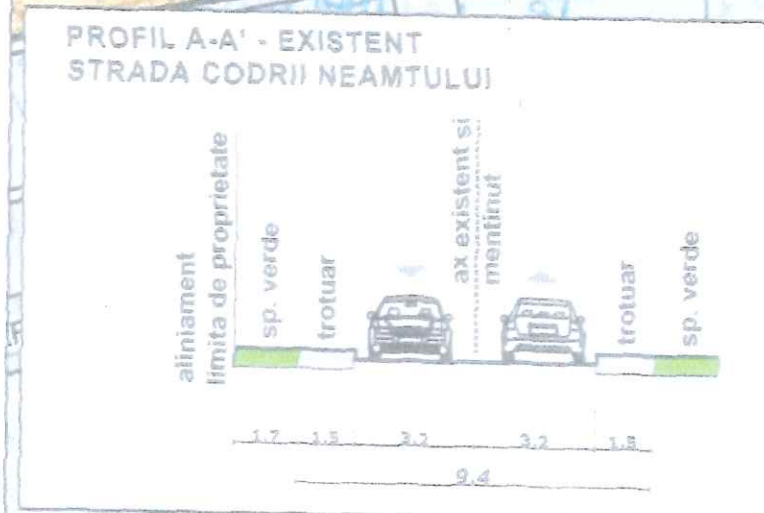 PROFIL A-A' - EXISTENT
STRADA CODRII NEAMTULUI
aliniament
limita de proprietate
sp. verde
trotuar
ax existent si
mentinut
trotuar
sp. verde
1.7 1.5 3.2 3.2 1.5
9.4